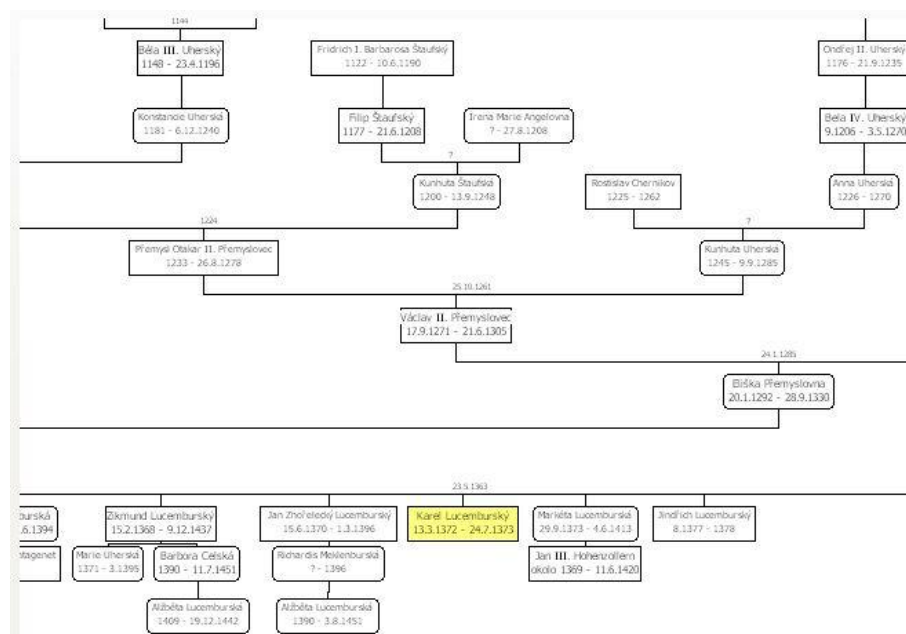 1144
Béla III. Uherský
1148 - 23.4.1196
Fridrich I. Barbarosa Štaufský
1122 - 10.6.1190
Ondřej II. Uherský
1176 - 21.9.1235
Konstancie Uherská
1181 - 6.12.1240
Filip Štaufský
1177 - 21.6.1208
Irena Marie Angelovna
? - 27.8.1208
Bela IV. Uherský
9.1206 - 3.5.1270
?
Kunhuta Štaufská
1200 - 13.9.1248
Rostislav Chernikov
1225 - 1262
Anna Uherská
1226 - 1270
1224
?
Přemysl Otakar II. Přemyslovec
1233 - 26.8.1278
Kunhuta Uherská
1245 - 9.9.1285
25.10.1261
Václav II. Přemyslovec
17.9.1271 - 21.6.1305
24.1.1285
Eliška Přemyslovna
20.1.1292 - 28.9.1330
23.5.1363
burská
.6.1394
Zikmund Lucemburský
15.2.1368 - 9.12.1437
Jan Zhořelecký Lucemburský
15.6.1370 - 1.3.1396
Karel Lucemburský
13.3.1372 - 24.7.1373
Markéta Lucemburská
29.9.1373 - 4.6.1413
Jindřich Lucemburský
8.1377 - 1378
ntagenet
Marie Uherská
1371 - 3.1395
Barbora Celská
1390 - 11.7.1451
Richardis Meklenburská
? - 1396
Jan III. Hohenzollern
okolo 1369 - 11.6.1420
Alžběta Lucemburská
1409 - 19.12.1442
Alžběta Lucemburská
1390 - 3.8.1451